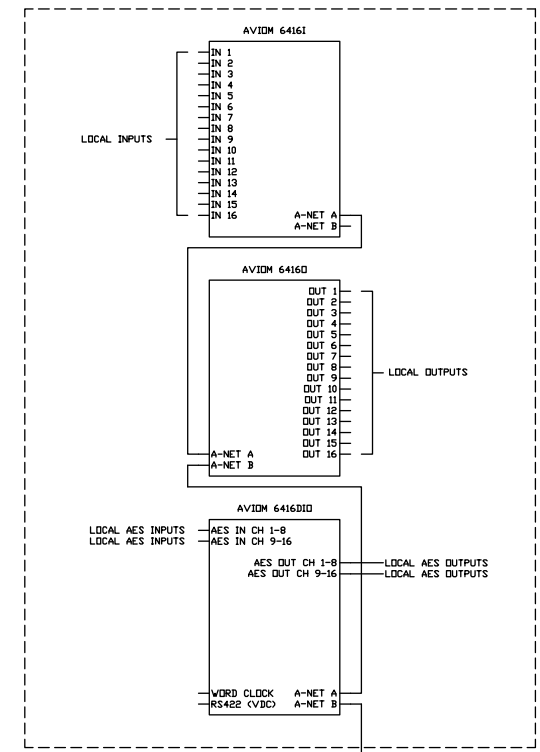 AVIOM 6416I
IN 1
IN 2
IN 3
IN 4
IN 5
IN 6
IN 7
IN 8
LOCAL INPUTS
IN 9
IN 10
IN 11
IN 12
IN 13
IN 14
IN 15
IN 16
A-NET A
A-NET B
AVIOM 6416O
OUT 1
OUT 2
OUT 3
OUT 4
OUT 5
OUT 6
OUT 7
OUT 8
OUT 9
LOCAL OUTPUTS
OUT 10
OUT 11
OUT 12
OUT 13
OUT 14
OUT 15
A-NET A OUT 16
A-NET B
AVIOM 6416DIO
LOCAL AES INPUTS AES IN CH 1-8
LOCAL AES INPUTS AES IN CH 9-16
AES OUT CH 1-8 LOCAL AES OUTPUTS
AES OUT CH 9-16 LOCAL AES OUTPUTS
WORD CLOCK A-NET A
RS422 (VDC) A-NET B